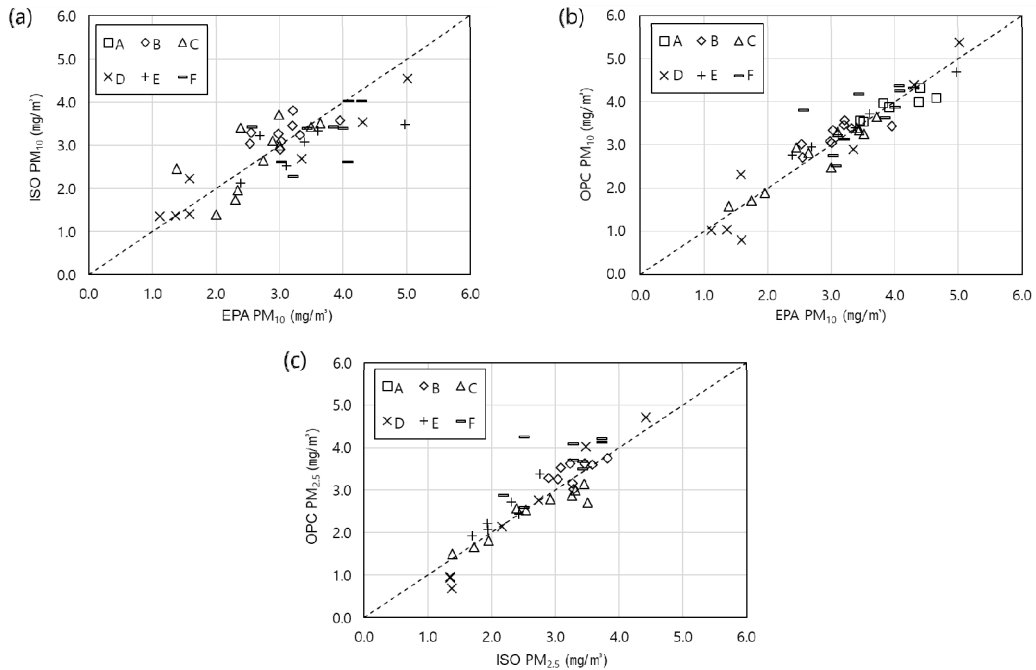 (a)
6.0
5.0
4.0
3.0
2.0
1.0
0.0
ISO PM10 (mg/m³)
A B C
D E F
0.0 1.0 2.0 3.0 4.0 5.0 6.0
EPA PM10 (mg/m³)
(b)
6.0
5.0
4.0
3.0
2.0
1.0
0.0
OPC PM10 (mg/m³)
A B C
D E F
0.0 1.0 2.0 3.0 4.0 5.0 6.0
EPA PM10 (mg/m³)
(c)
6.0
5.0
4.0
3.0
2.0
1.0
0.0
OPC PM2.5 (mg/m³)
A B C
D E F
0.0 1.0 2.0 3.0 4.0 5.0 6.0
ISO PM2.5 (mg/m³)